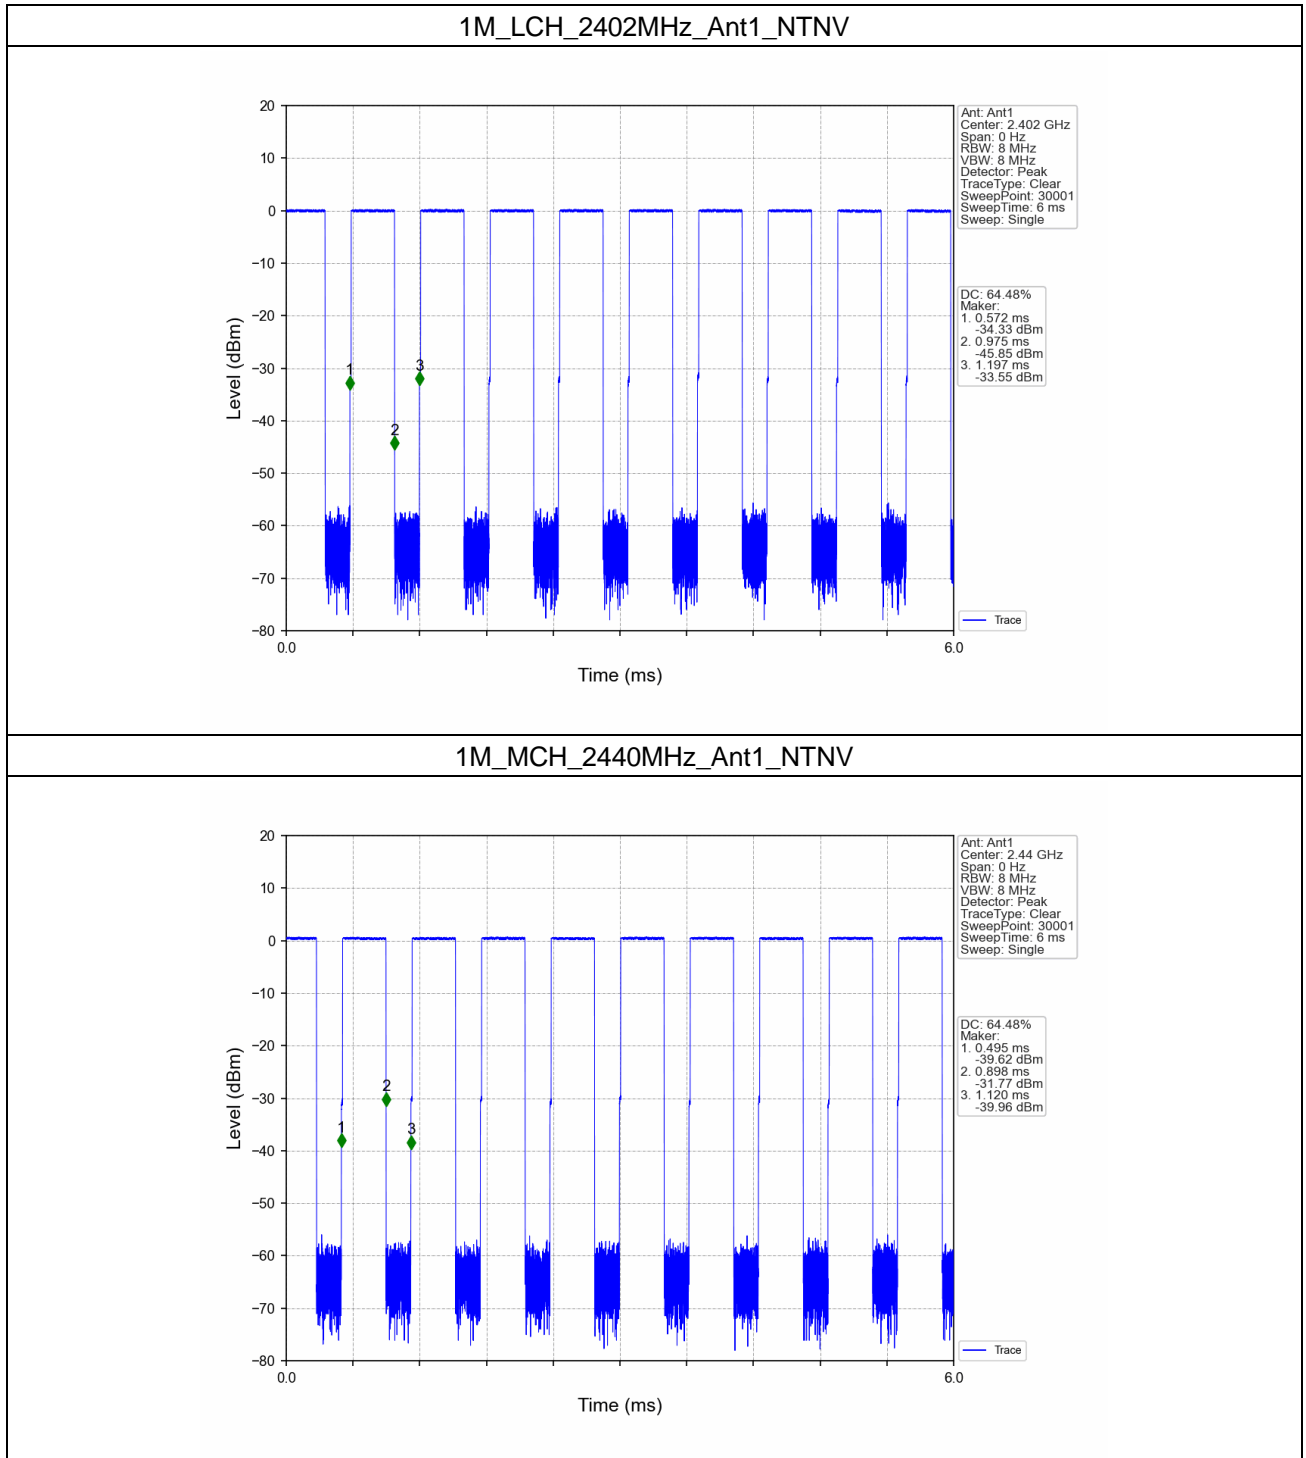 1M_LCH_2402MHz_Ant1_NTNV
20
10
0
−10
−20
−30
−40
−50
−60
−70
−80
Level (dBm)
1
2
3
0.0
6.0
Time (ms)
Ant: Ant1
Center: 2.402 GHz
Span: 0 Hz
RBW: 8 MHz
VBW: 8 MHz
Detector: Peak
TraceType: Clear
SweepPoint: 30001
SweepTime: 6 ms
Sweep: Single
DC: 64.48%
Maker:
1. 0.572 ms
-34.33 dBm
2. 0.975 ms
-45.85 dBm
3. 1.197 ms
-33.55 dBm
Trace
1M_MCH_2440MHz_Ant1_NTNV
20
10
0
−10
−20
−30
−40
−50
−60
−70
−80
Level (dBm)
1
2
3
0.0
6.0
Time (ms)
Ant: Ant1
Center: 2.44 GHz
Span: 0 Hz
RBW: 8 MHz
VBW: 8 MHz
Detector: Peak
TraceType: Clear
SweepPoint: 30001
SweepTime: 6 ms
Sweep: Single
DC: 64.48%
Maker:
1. 0.495 ms
-39.62 dBm
2. 0.898 ms
-31.77 dBm
3. 1.120 ms
-39.96 dBm
Trace